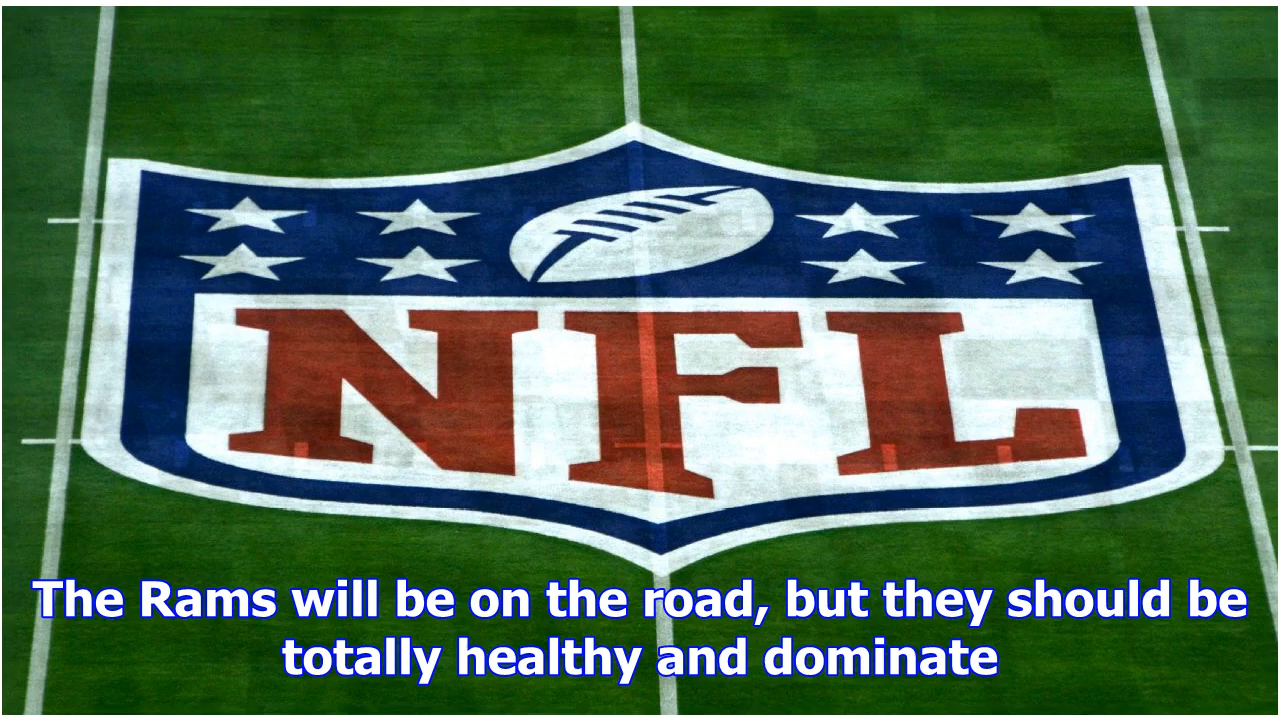 NFL
The Rams will be on the road, but they should be
totally healthy and dominate